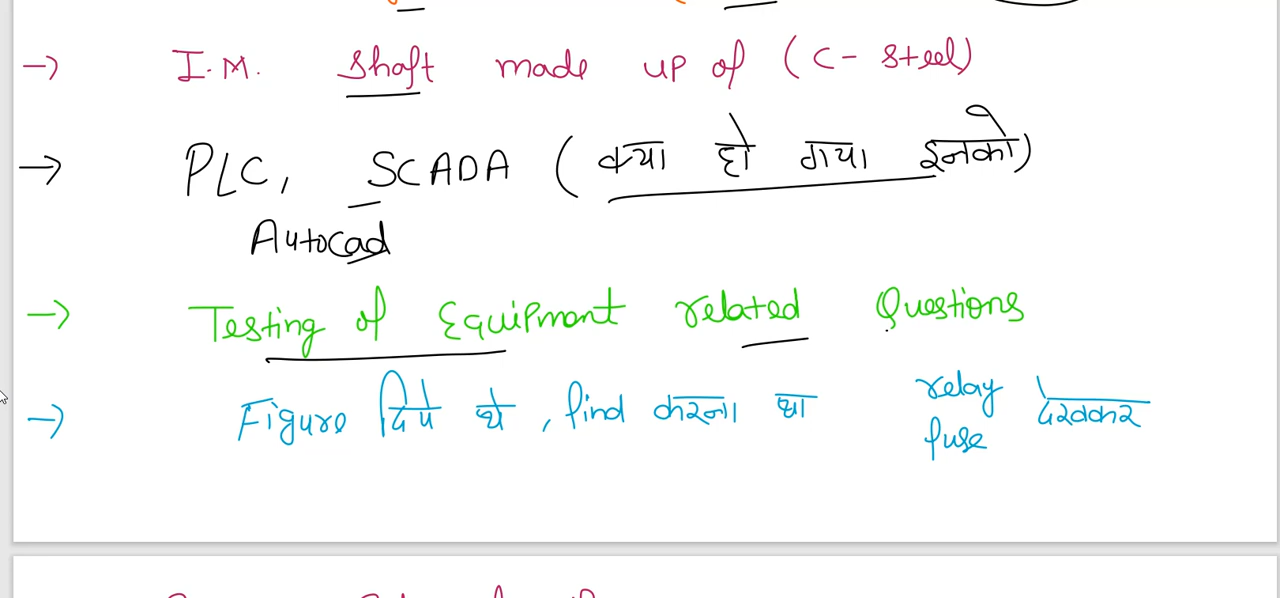 → I.M. shaft made up of (C- steel)
→ PLC, SCADA (क्या हो गया इनको)
Autocad
→ Testing of Equipment related Questions
→ Figure दिये थे, find करना था relay देखकर
fuse